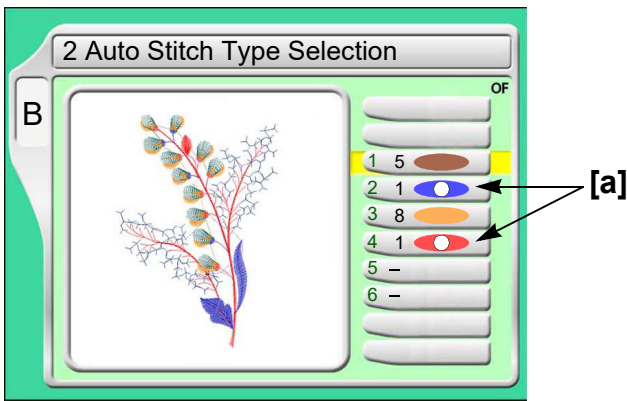 2 Auto Stitch Type Selection
B
OF
1 5
2 1
[a]
3 8
4 1
5 –
6 –